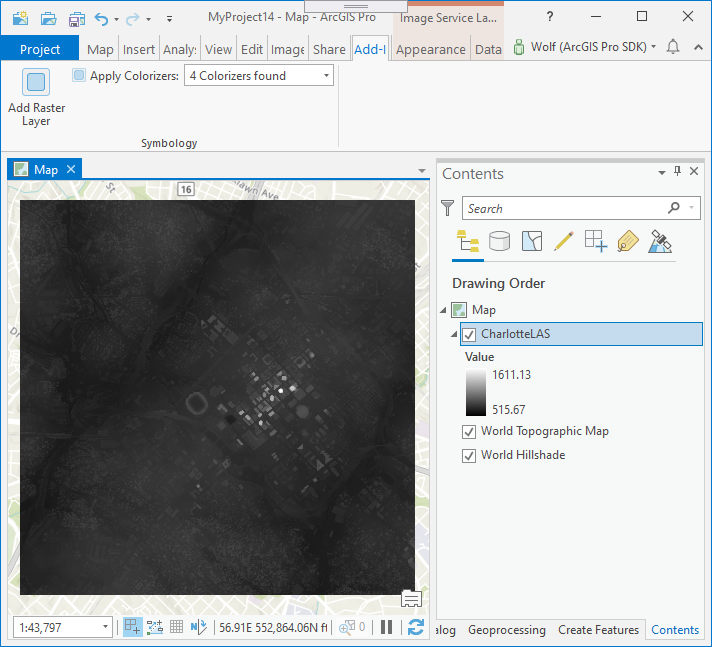 MyProject14 - Map - ArcGIS Pro
Image Service La...
?
Project
Map
Insert
Analy:
View
Edit
Image
Share
Add-I
Appearance
Data
Wolf (ArcGIS Pro SDK)
Apply Colorizers:
4 Colorizers found
Add Raster
Layer
Symbology
Map
Contents
16
Search
Drawing Order
Map
CharlotteLAS
Value
1611.13
515.67
World Topographic Map
World Hillshade
1:43,797
56.91E 552,864.06N ft
0
alog
Geoprocessing
Create Features
Contents